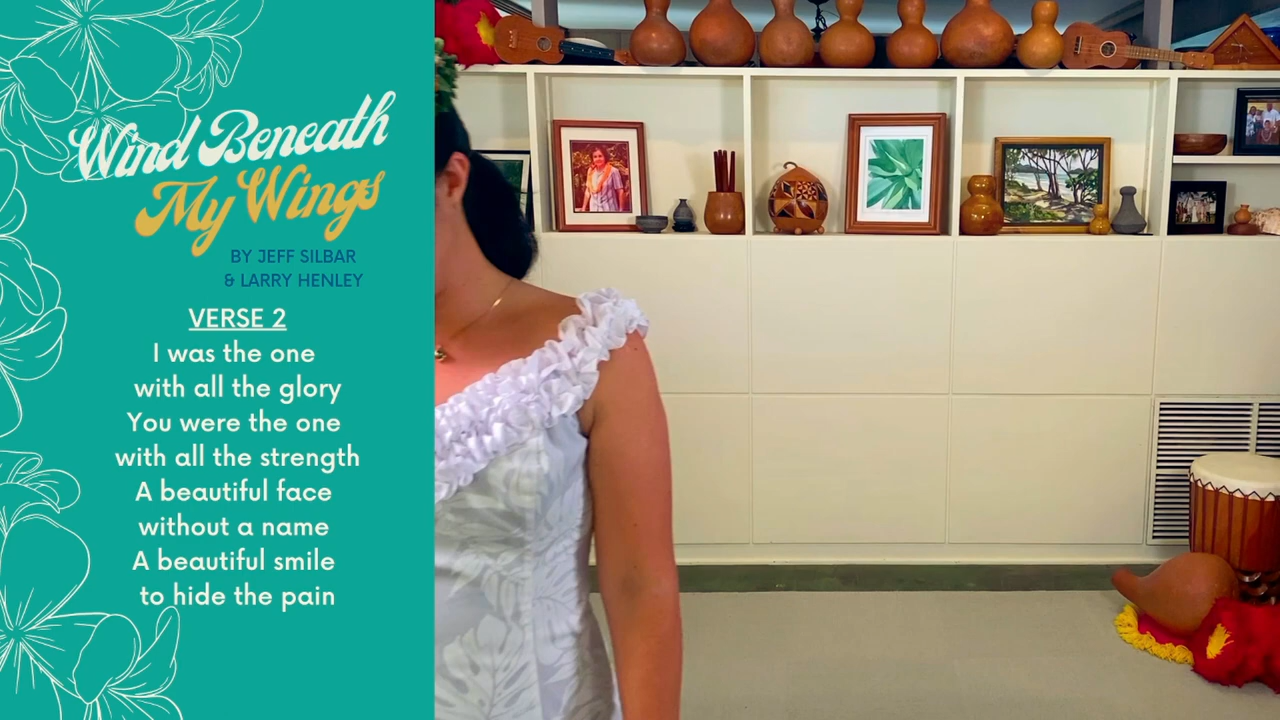 Wind Beneath
My Wings
BY JEFF SILBAR
& LARRY HENLEY
VERSE 2
I was the one
with all the glory
You were the one
with all the strength
A beautiful face
without a name
A beautiful smile
to hide the pain